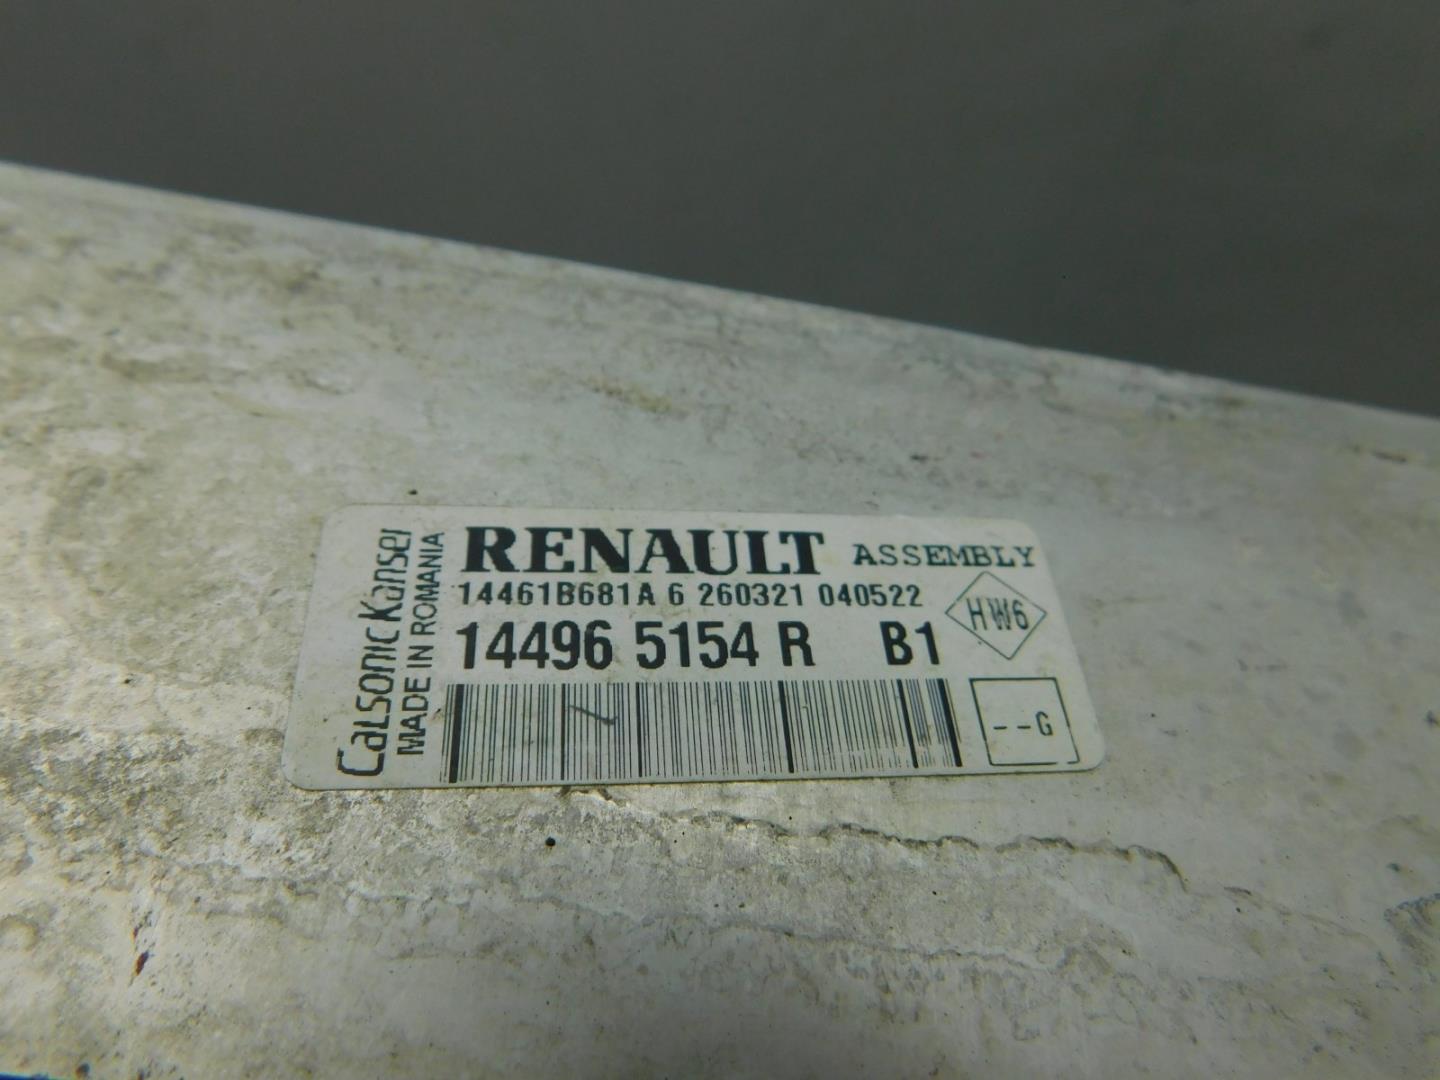 Calsonic Kansei
MADE IN ROMANIA
RENAULT ASSEMBLY
14461B681A 6 260321 040522
HW6
14496 5154 R B1
--G